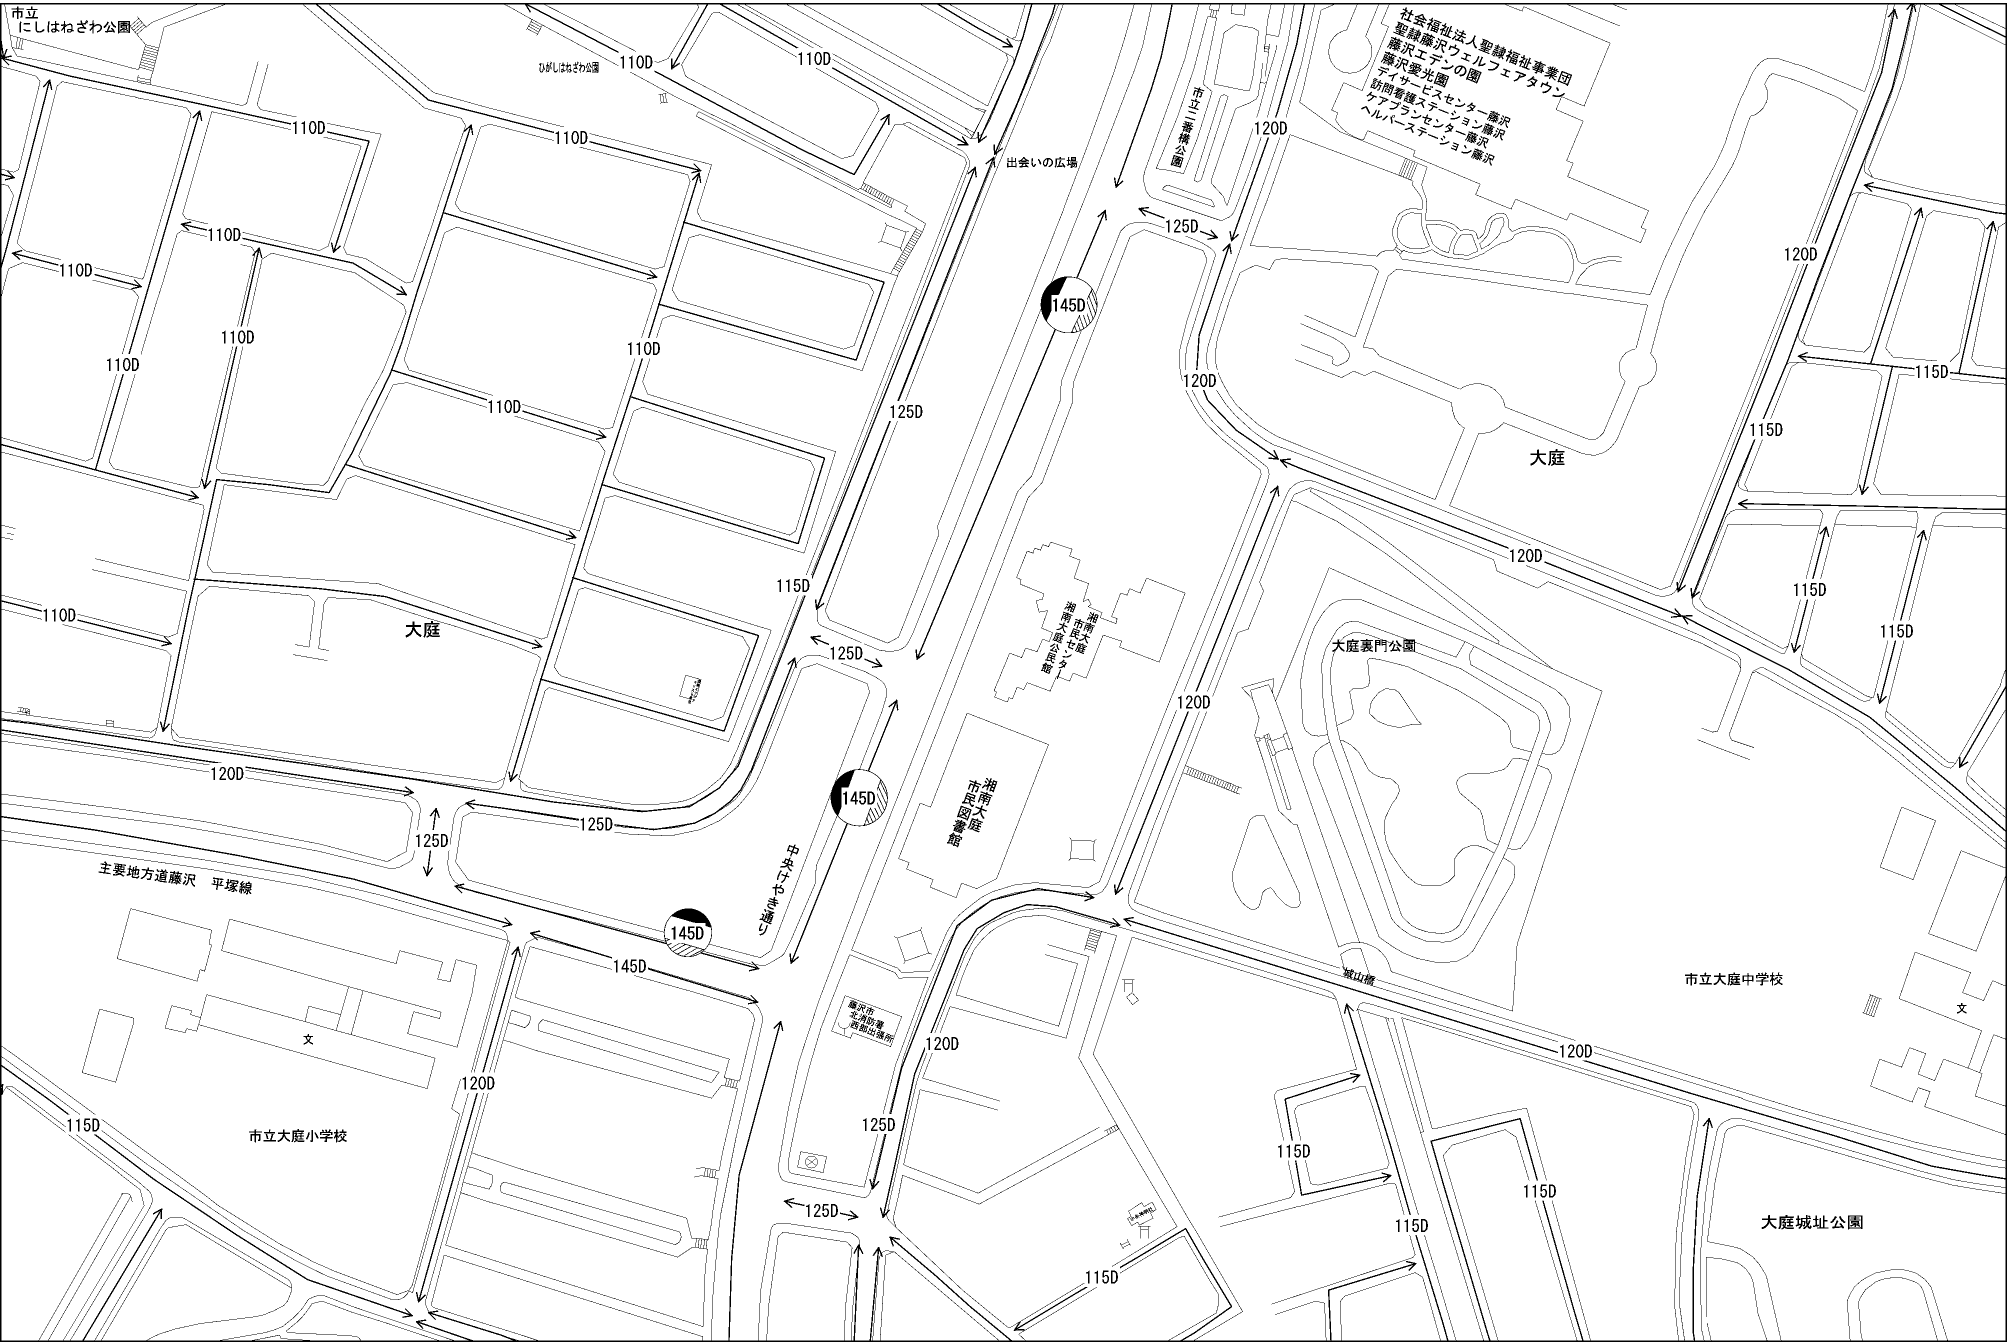 市立
にしはねざわ公園
ひがしはねざわ公園
110D
110D
社会福祉法人聖隷福祉事業団
聖隷藤沢ウェルフェアタウン
藤沢エデンの園
藤沢愛光園
デイサービスセンター藤沢
訪問看護ステーション藤沢
ケアプランセンター藤沢
ヘルパーステーション藤沢
市立二番構公園
110D
110D
120D
出会いの広場
110D
125D
120D
110D
145D
110D
110D
110D
115D
120D
110D
125D
115D
大庭
120D
115D
115D
110D
大庭
115D
湘南大庭
市民センター
湘南大庭公民館
大庭裏門公園
125D
120D
120D
145D
125D
125D
湘南大庭
市民図書館
中央けやき通り
主要地方道藤沢 平塚線
145D
145D
城山橋
市立大庭中学校
文
藤沢市
北消防署
西部出張所
文
120D
120D
120D
115D
125D
市立大庭小学校
115D
115D
125D
115D
大庭城址公園
115D